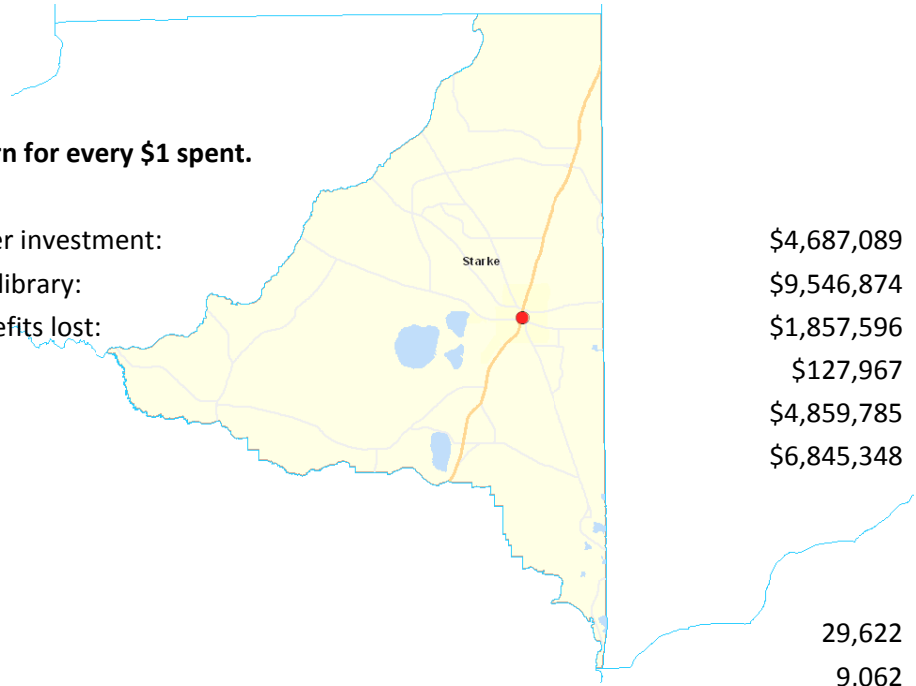 rn for every $1 spent.
er investment: $4,687,089
Starke
library: $9,546,874
efits lost: $1,857,596
$127,967
$4,859,785
$6,845,348
29,622
9,062